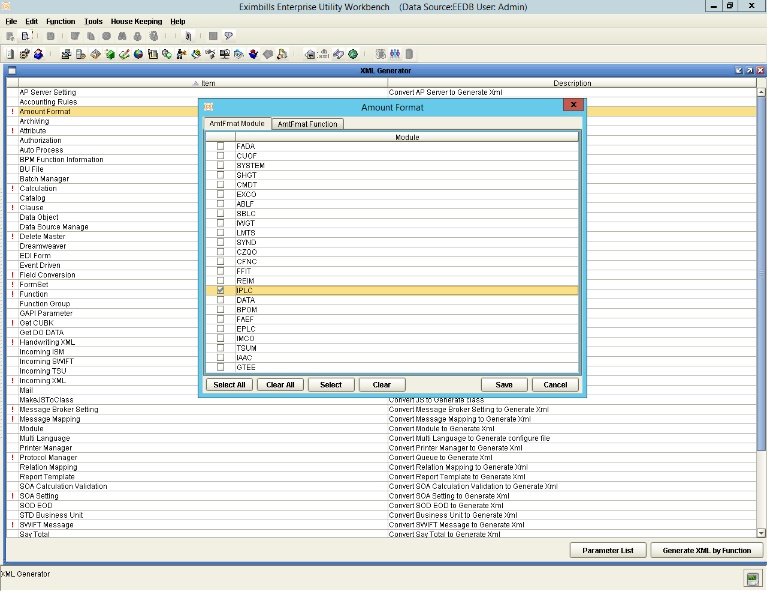 Eximbills Enterprise Utility Workbench (Data Source:EEDB User: Admin)
File Edit Function Tools House Keeping Help
XML Generator
Item Description
AP Server Setting Convert AP Server to Generate Xml
Accounting Rules
! Amount Format
Archiving
! Attribute
Authorization
Auto Process
BPM Function Information
BU File
Batch Manager
! Calculation
Catalog
! Clause
Data Object
Data Source Manage
! Delete Master
Dreamweaver
EDI Form
Event Driven
! Field Conversion
! FormSet
! Function
Function Group
GAPI Parameter
! Get CUBK
Get DO DATA
! Handwriting XML
Incoming ISM
Incoming SWIFT
Incoming TSU
! Incoming XML
Mail
MakeJSToClass Convert JS to Generate class
! Message Broker Setting Convert Message Broker Setting to Generate Xml
! Message Mapping Convert Message Mapping to Generate Xml
Module Convert Module to Generate Xml
Multi Language Convert Multi Language to Generate configure file
Printer Manager Convert Printer Manager to Generate Xml
! Protocol Manager Convert Queue to Generate Xml
Relation Mapping Convert Relation Mapping to Generate Xml
Report Template Convert Report Template to Generate Xml
SOA Calculation Validation Convert SOA Calculation Validation to Generate Xml
! SOA Setting Convert SOA Setting to Generate Xml
SOD EOD Convert SOD EOD to Generate Xml
STD Business Unit Convert Business Unit to Generate Xml
! SWIFT Message Convert SWIFT Message to Generate Xml
Say Total Convert Say Total to Generate Xml
Amount Format
AmtFmat Module AmtFmat Function
Module
FADA
CUOF
SYSTEM
SHGT
CMDT
EXCO
ABLF
SBLC
IWGT
LMTS
SYND
CZQO
CFNC
FFIT
REIM
IPLC
DATA
BPOM
FAEF
EPLC
IMCO
TSUM
IAAC
GTEE
Select All Clear All Select Clear Save Cancel
Parameter List Generate XML by Function
XML Generator